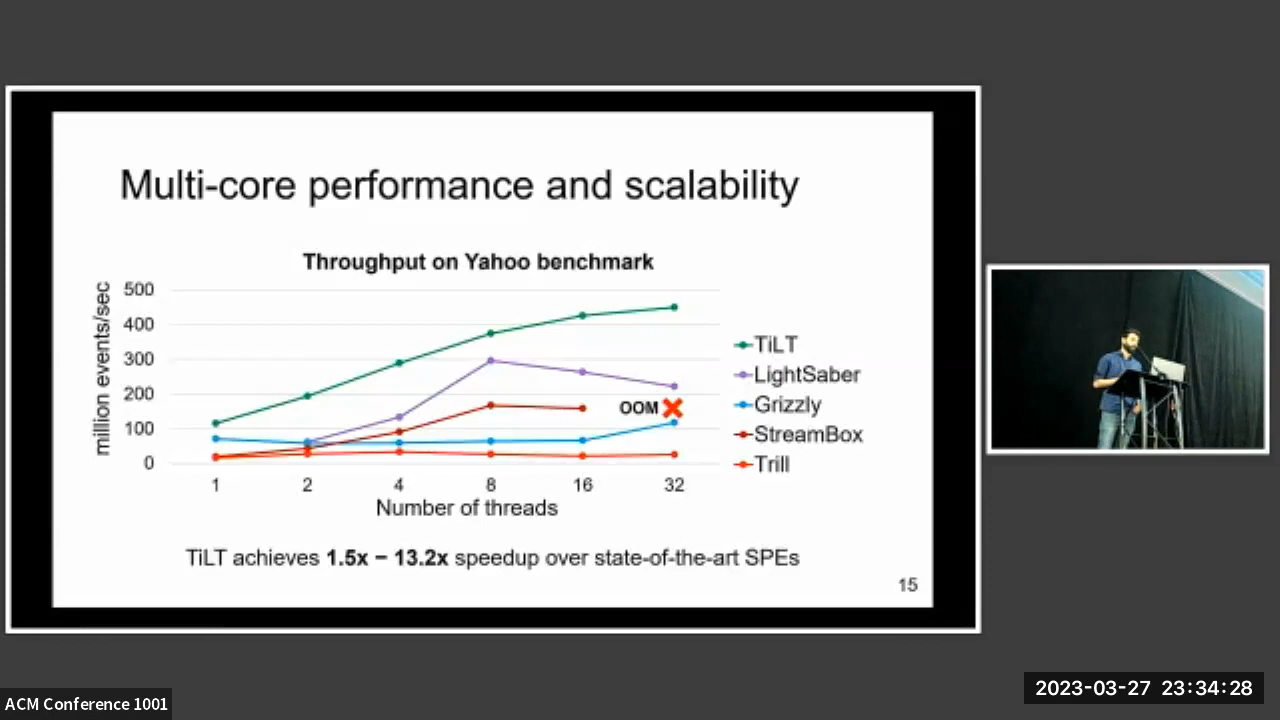 Multi-core performance and scalability
Throughput on Yahoo benchmark
million events/sec
500
400
300
200
100
0
1 2 4 8 16 32
Number of threads
OOM
TiLT
LightSaber
Grizzly
StreamBox
Trill
TiLT achieves 1.5x − 13.2x speedup over state-of-the-art SPEs
15
ACM Conference 1001
2023-03-27 23:34:28